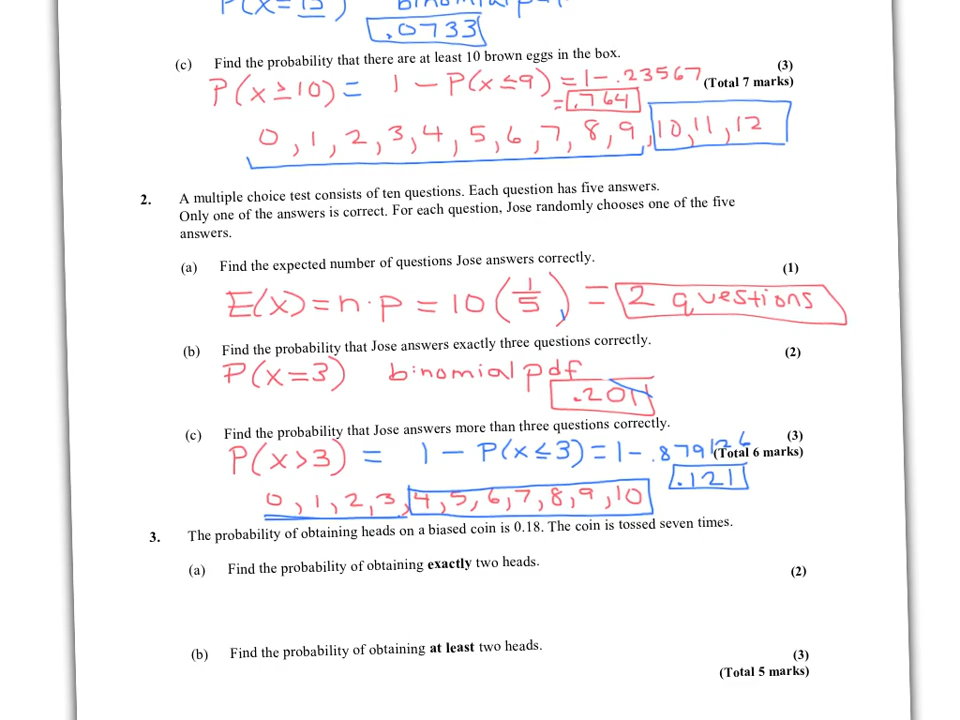 binomial pdf
.0733
(c) Find the probability that there are at least 10 brown eggs in the box.
(3)
P(x≥10) = 1 - P(x≤9) = 1-.23567
(Total 7 marks)
= .764
0, 1, 2, 3, 4, 5, 6, 7, 8, 9, 10, 11, 12
2. A multiple choice test consists of ten questions. Each question has five answers.
Only one of the answers is correct. For each question, Jose randomly chooses one of the five
answers.
(a) Find the expected number of questions Jose answers correctly.
(1)
E(x) = n·p = 10(1/5) = 2 questions
(b) Find the probability that Jose answers exactly three questions correctly.
(2)
P(x=3) binomial pdf
.201
(c) Find the probability that Jose answers more than three questions correctly.
(3)
P(x>3) = 1 - P(x≤3) = 1-.879126
(Total 6 marks)
.121
0, 1, 2, 3, 4, 5, 6, 7, 8, 9, 10
3. The probability of obtaining heads on a biased coin is 0.18. The coin is tossed seven times.
(a) Find the probability of obtaining exactly two heads.
(2)
(b) Find the probability of obtaining at least two heads.
(3)
(Total 5 marks)